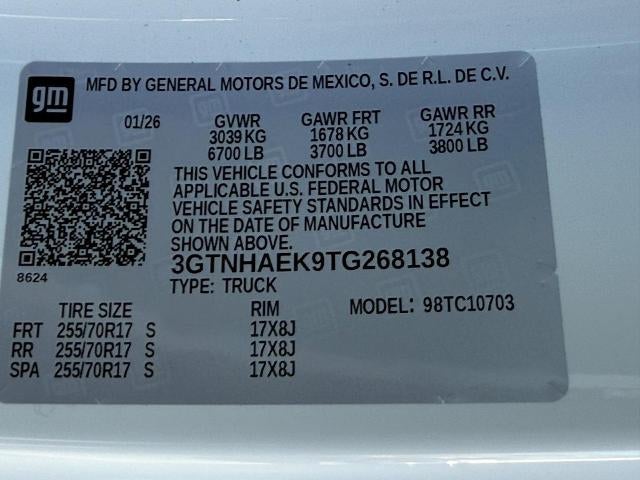 gm
MFD BY GENERAL MOTORS DE MEXICO, S. DE R.L. DE C.V.
01/26 GVWR GAWR FRT GAWR RR
3039 KG 1678 KG 1724 KG
6700 LB 3700 LB 3800 LB
THIS VEHICLE CONFORMS TO ALL
APPLICABLE U.S. FEDERAL MOTOR
VEHICLE SAFETY STANDARDS IN EFFECT
ON THE DATE OF MANUFACTURE
SHOWN ABOVE.
3GTNHAEK9TG268138
8624
TYPE: TRUCK
TIRE SIZE RIM MODEL: 98TC10703
FRT 255/70R17 S 17X8J
RR 255/70R17 S 17X8J
SPA 255/70R17 S 17X8J